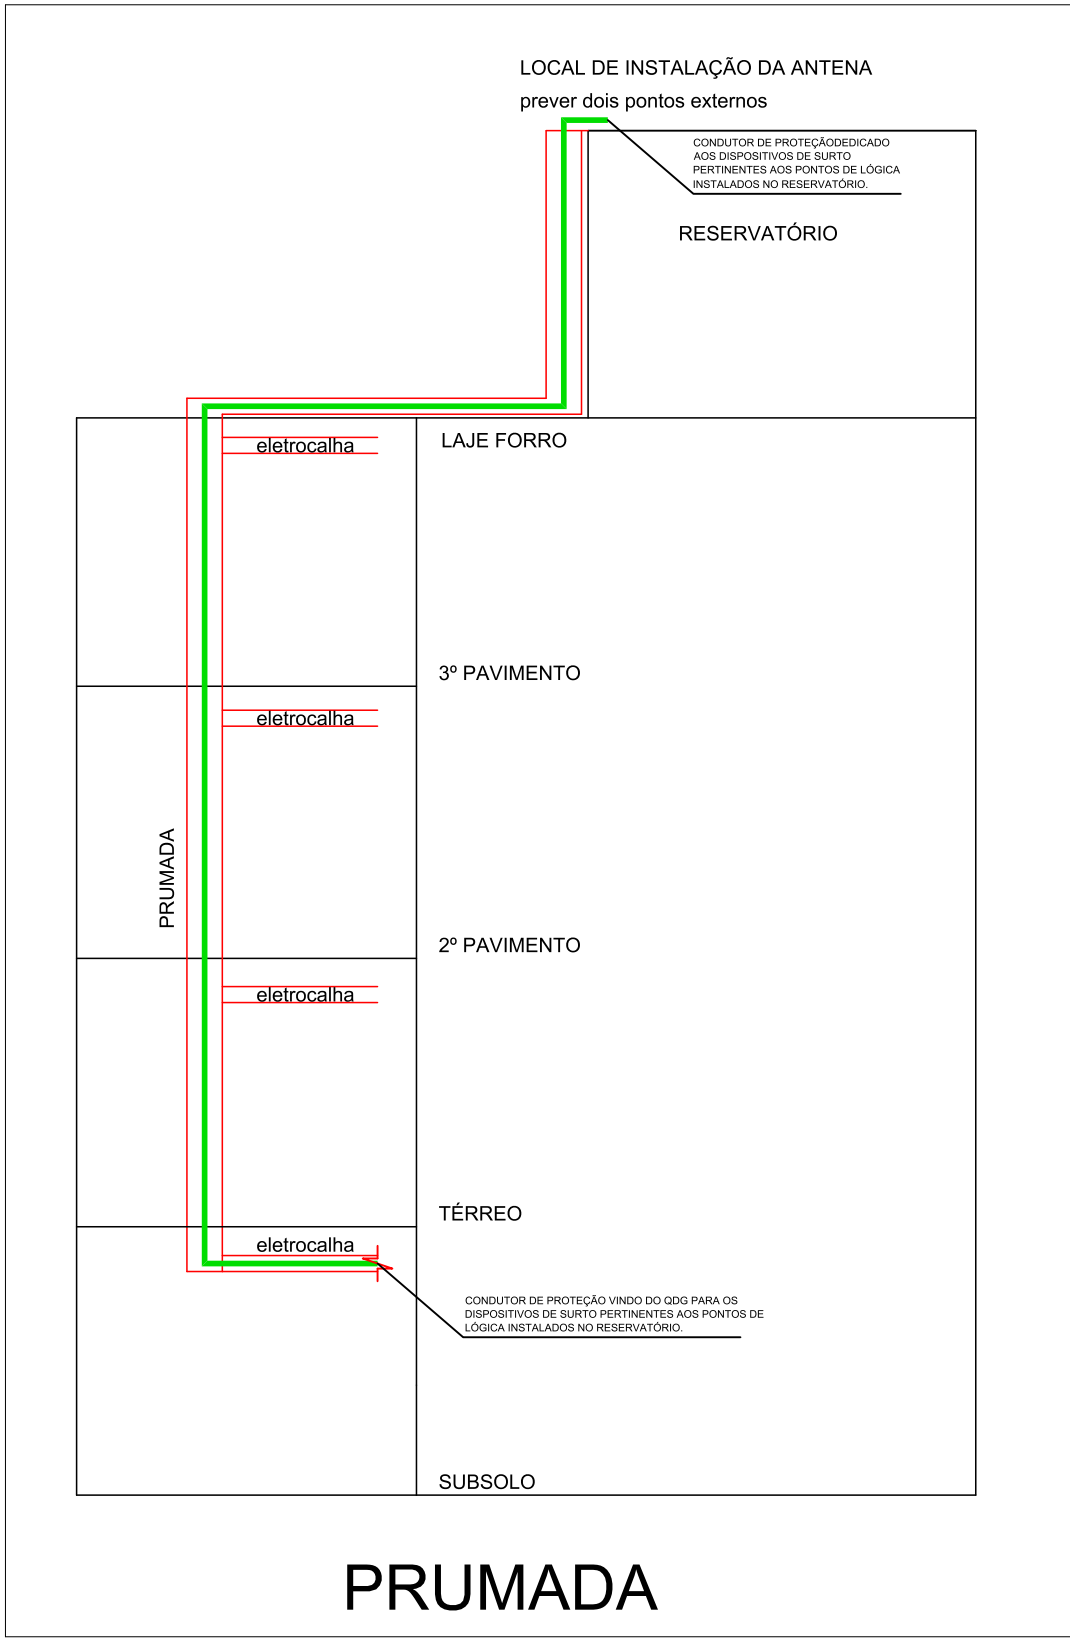 LOCAL DE INSTALAÇÃO DA ANTENA
prever dois pontos externos
CONDUTOR DE PROTEÇÃODEDICADO
AOS DISPOSITIVOS DE SURTO
PERTINENTES AOS PONTOS DE LÓGICA
INSTALADOS NO RESERVATÓRIO.
RESERVATÓRIO
eletrocalha
LAJE FORRO
3º PAVIMENTO
eletrocalha
PRUMADA
2º PAVIMENTO
eletrocalha
TÉRREO
eletrocalha
CONDUTOR DE PROTEÇÃO VINDO DO QDG PARA OS
DISPOSITIVOS DE SURTO PERTINENTES AOS PONTOS DE
LÓGICA INSTALADOS NO RESERVATÓRIO.
SUBSOLO
PRUMADA